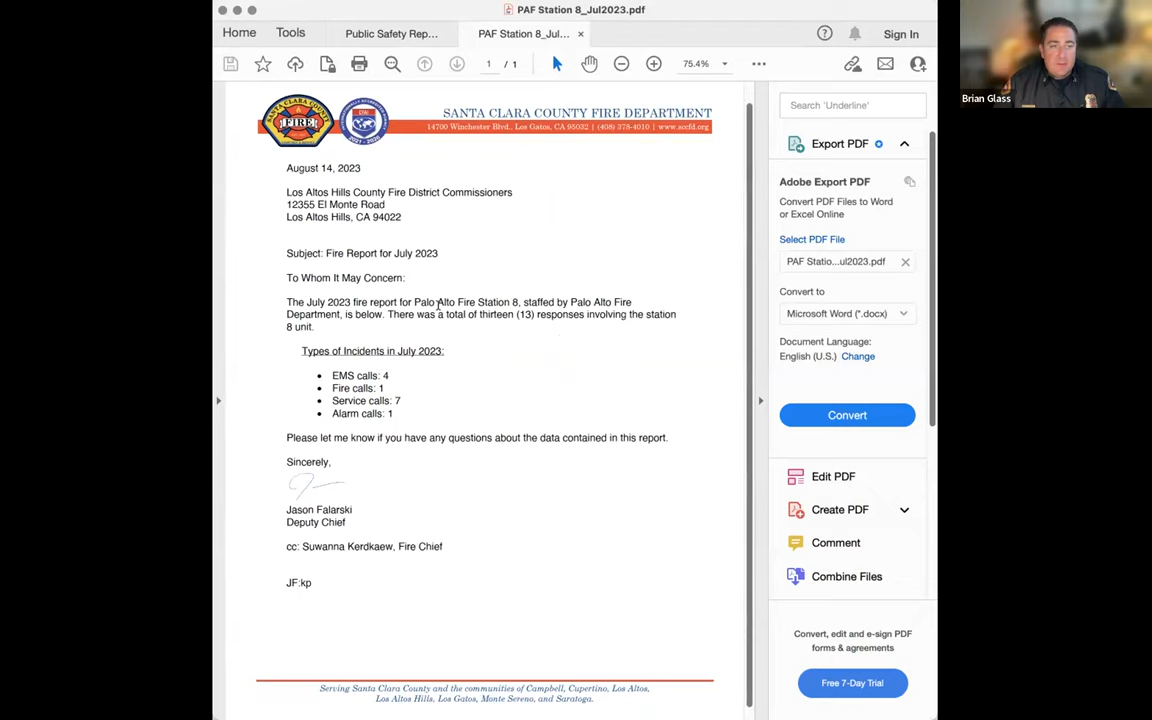 PAF Station 8_Jul2023.pdf
Home
Tools
Public Safety Rep...
PAF Station 8_Jul...
Sign In
1 / 1
75.4%
Brian Glass
SANTA CLARA COUNTY FIRE DEPARTMENT
14700 Winchester Blvd., Los Gatos, CA 95032 | (408) 378-4010 | www.sccfd.org
FIRE
August 14, 2023
Los Altos Hills County Fire District Commissioners
12355 El Monte Road
Los Altos Hills, CA 94022
Subject: Fire Report for July 2023
To Whom It May Concern:
The July 2023 fire report for Palo Alto Fire Station 8, staffed by Palo Alto Fire
Department, is below. There was a total of thirteen (13) responses involving the station
8 unit.
Types of Incidents in July 2023:
• EMS calls: 4
• Fire calls: 1
• Service calls: 7
• Alarm calls: 1
Please let me know if you have any questions about the data contained in this report.
Sincerely,
Jason Falarski
Deputy Chief
cc: Suwanna Kerdkaew, Fire Chief
JF:kp
Serving Santa Clara County and the communities of Campbell, Cupertino, Los Altos,
Los Altos Hills, Los Gatos, Monte Sereno, and Saratoga.
Search 'Underline'
Export PDF
Adobe Export PDF
Convert PDF Files to Word
or Excel Online
Select PDF File
PAF Statio...ul2023.pdf
Convert to
Microsoft Word (*.docx)
Document Language:
English (U.S.) Change
Convert
Edit PDF
Create PDF
Comment
Combine Files
Convert, edit and e-sign PDF
forms & agreements
Free 7-Day Trial